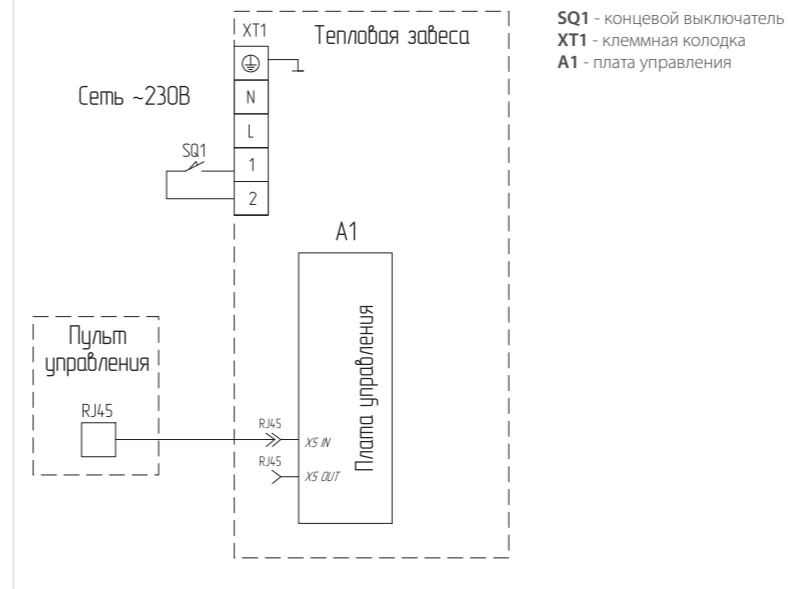 SQ1 - концевой выключатель
XT1 - клеммная колодка
A1 - плата управления
XT1
Тепловая завеса
Сеть ~230В
N
L
SQ1
1
2
A1
Плата управления
Пульт
управления
RJ45
RJ45
X5 IN
RJ45
X5 OUT